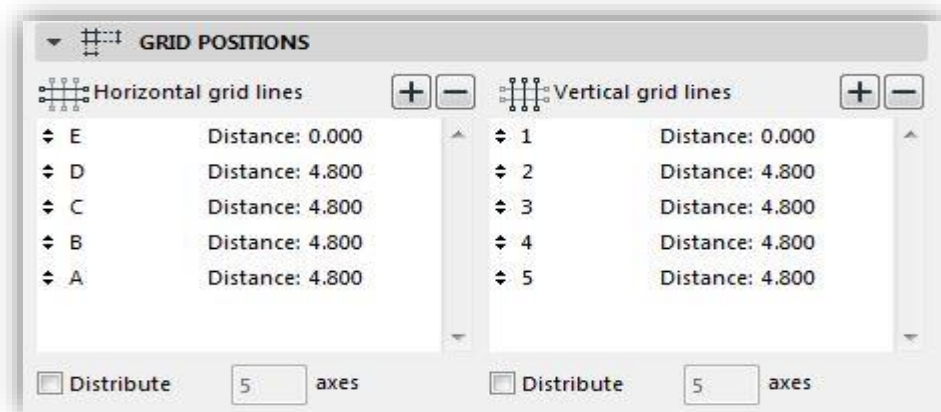 GRID POSITIONS
Horizontal grid lines
E Distance: 0.000
D Distance: 4.800
C Distance: 4.800
B Distance: 4.800
A Distance: 4.800
Distribute 5 axes
Vertical grid lines
1 Distance: 0.000
2 Distance: 4.800
3 Distance: 4.800
4 Distance: 4.800
5 Distance: 4.800
Distribute 5 axes